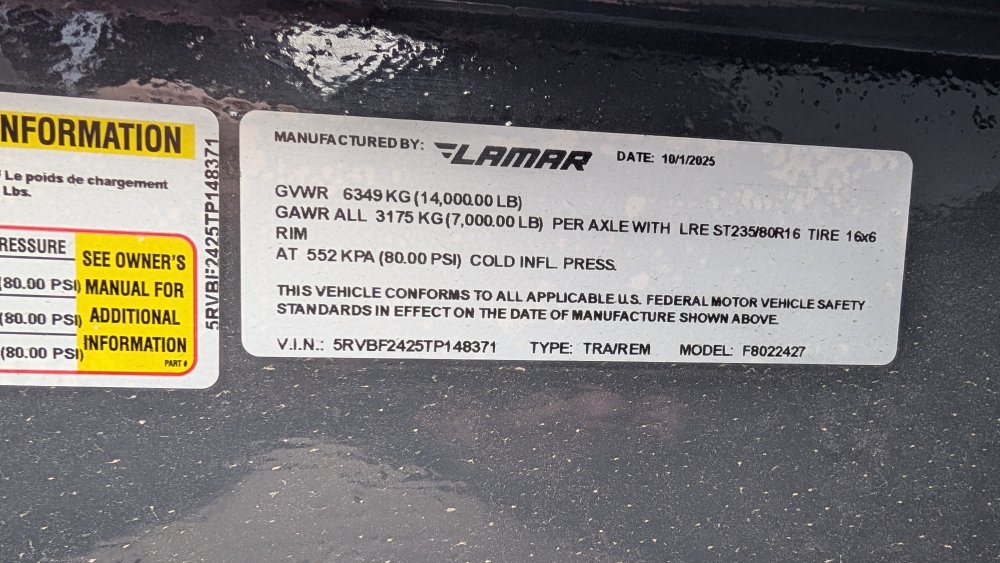 NFORMATION
Le poids de chargement
Lbs.
RESSURE
(80.00 PSI)
(80.00 PSI)
(80.00 PSI)
SEE OWNER'S
MANUAL FOR
ADDITIONAL
INFORMATION
PART #
5RVBF2425TP148371
MANUFACTURED BY: LAMAR DATE: 10/1/2025
GVWR 6349 KG (14,000.00 LB)
GAWR ALL 3175 KG (7,000.00 LB) PER AXLE WITH LRE ST235/80R16 TIRE 16x6
RIM
AT 552 KPA (80.00 PSI) COLD INFL. PRESS.
THIS VEHICLE CONFORMS TO ALL APPLICABLE U.S. FEDERAL MOTOR VEHICLE SAFETY
STANDARDS IN EFFECT ON THE DATE OF MANUFACTURE SHOWN ABOVE.
V.I.N.: 5RVBF2425TP148371 TYPE: TRA/REM MODEL: F8022427